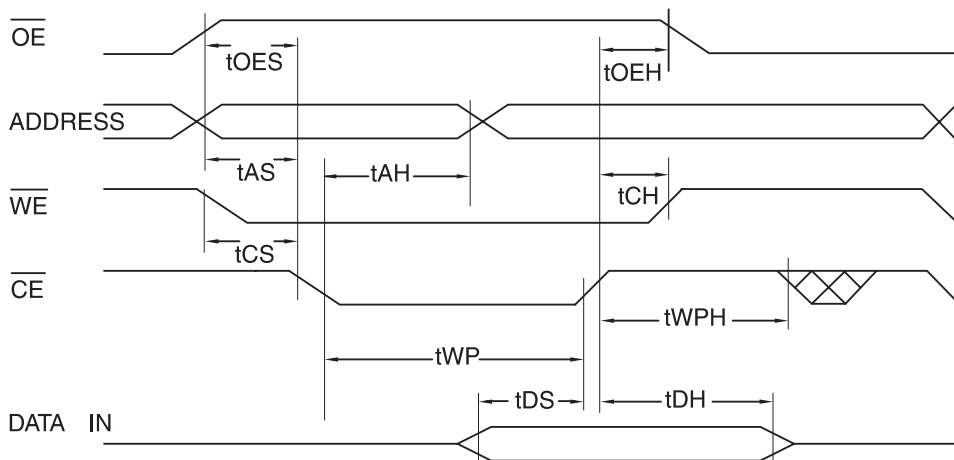 OE
tOES
tOEH
ADDRESS
tAS
tAH
tCH
WE
tCS
CE
tWPH
tWP
tDS
tDH
DATA IN